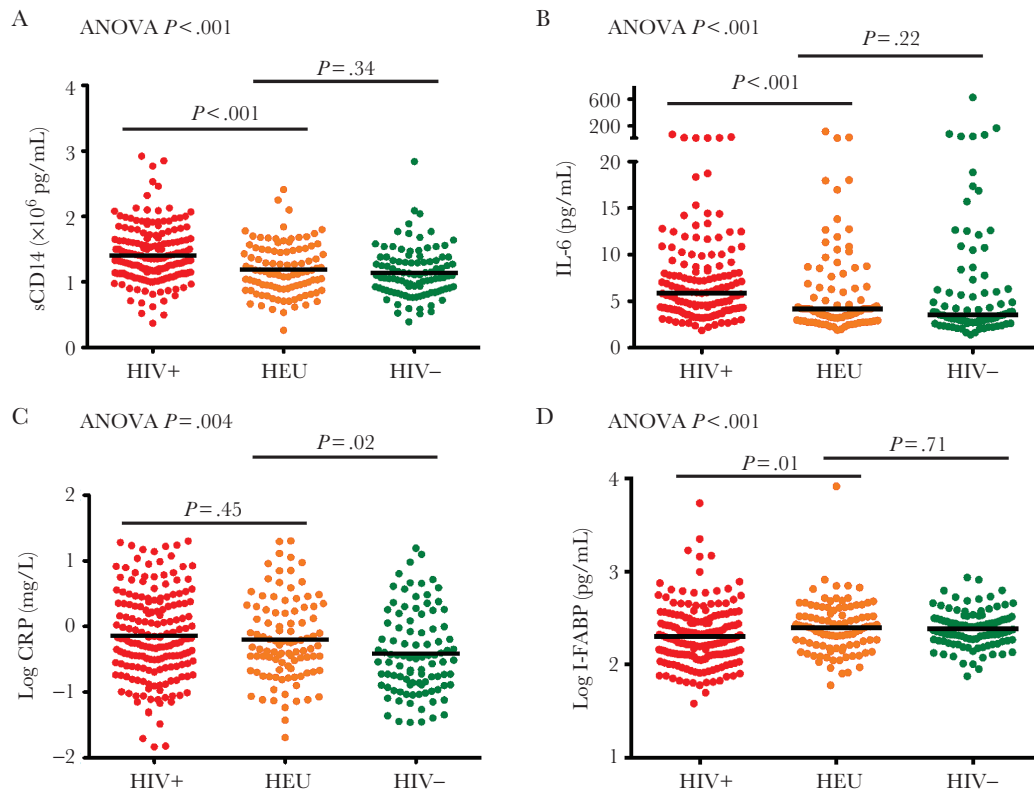 A
ANOVA P<.001
P=.34
P<.001
sCD14 (×10⁶ pg/mL)
4
3
2
1
0
HIV+ HEU HIV–
B
ANOVA P<.001
P=.22
P<.001
IL-6 (pg/mL)
600
200
20
15
10
5
0
HIV+ HEU HIV–
C
ANOVA P=.004
P=.02
P=.45
Log CRP (mg/L)
2
1
–0
–1
–2
HIV+ HEU HIV–
D
ANOVA P<.001
P=.71
P=.01
Log I-FABP (pg/mL)
4
3
2
1
HIV+ HEU HIV–